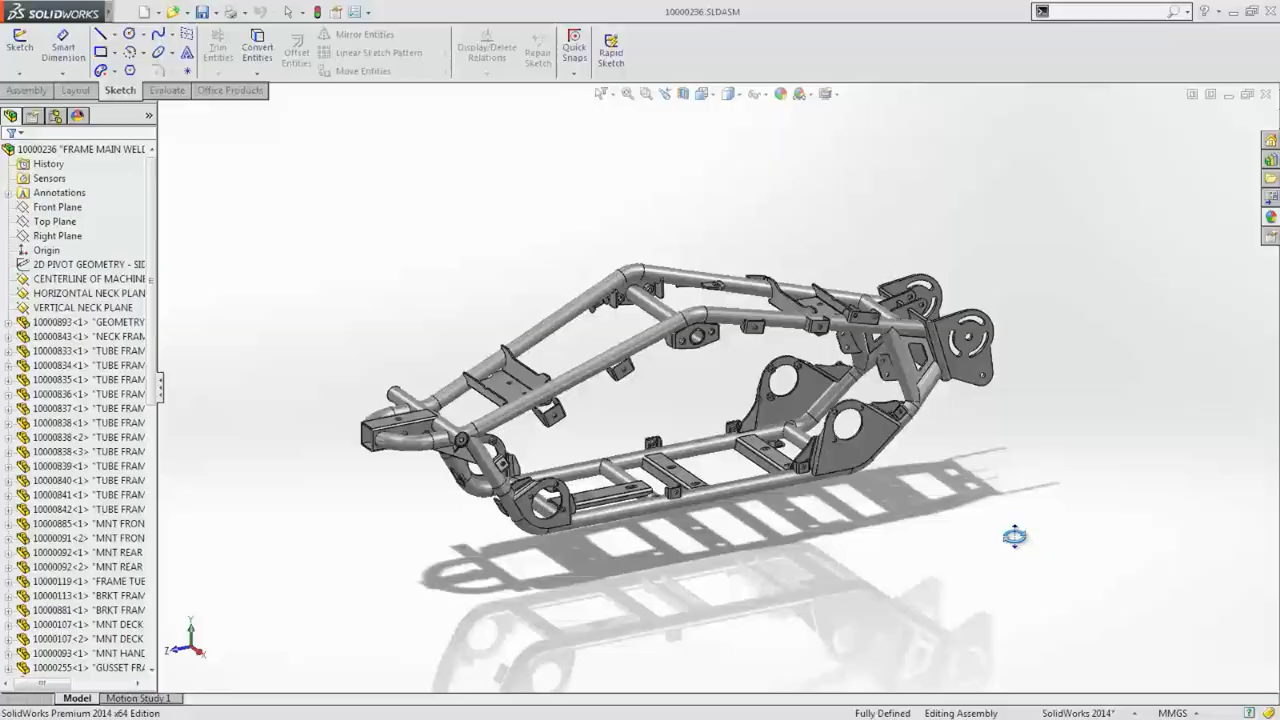 SOLIDWORKS
10000236.SLDASM
Sketch
Smart Dimension
Trim Entities
Convert Entities
Offset Entities
Mirror Entities
Linear Sketch Pattern
Move Entities
Display/Delete Relations
Repair Sketch
Quick Snaps
Rapid Sketch
Assembly
Layout
Sketch
Evaluate
Office Products
10000236 "FRAME MAIN WELD
History
Sensors
Annotations
Front Plane
Top Plane
Right Plane
Origin
2D PIVOT GEOMETRY - SID
CENTERLINE OF MACHINE
HORIZONTAL NECK PLAN
VERTICAL NECK PLANE
10000893<1> "GEOMETRY
10000843<1> "NECK FRAM
10000833<1> "TUBE FRAM
10000834<1> "TUBE FRAM
10000835<1> "TUBE FRAM
10000836<1> "TUBE FRAM
10000837<1> "TUBE FRAM
10000838<1> "TUBE FRAM
10000838<2> "TUBE FRAM
10000838<3> "TUBE FRAM
10000839<1> "TUBE FRAM
10000840<1> "TUBE FRAM
10000841<1> "TUBE FRAM
10000842<1> "TUBE FRAM
10000885<1> "MNT FRON
10000091<2> "MNT FRON
10000092<1> "MNT REAR
10000092<2> "MNT REAR
10000119<1> "FRAME TUE
10000113<1> "BRKT FRAM
10000881<1> "BRKT FRAM
10000107<1> "MNT DECK
10000107<2> "MNT DECK
10000093<1> "MNT HAND
10000255<1> "GUSSET FRA
Y
Z
X
Model
Motion Study 1
SolidWorks Premium 2014 x64 Edition
Fully Defined
Editing Assembly
SolidWorks 2014*
MMGS